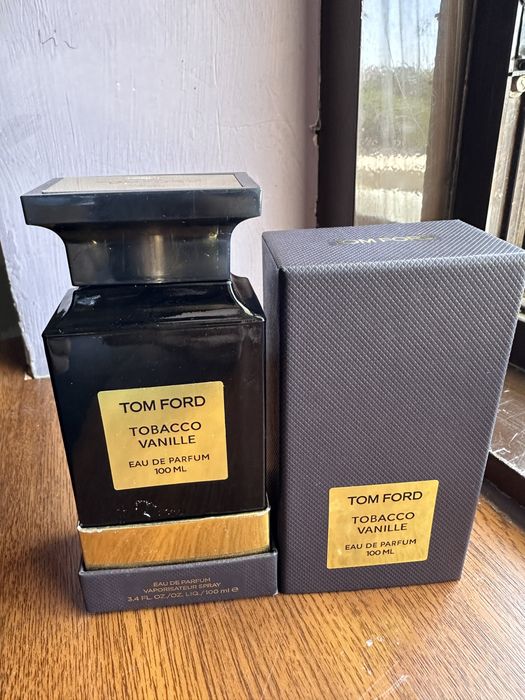 TOM FORD
TOBACCO
VANILLE
EAU DE PARFUM
100 ML
EAU DE PARFUM
VAPORISATEUR SPRAY
3.4 FL. OZ./OZ. LIQ./100 ml e
TOM FORD
TOM FORD
TOBACCO
VANILLE
EAU DE PARFUM
100 ML